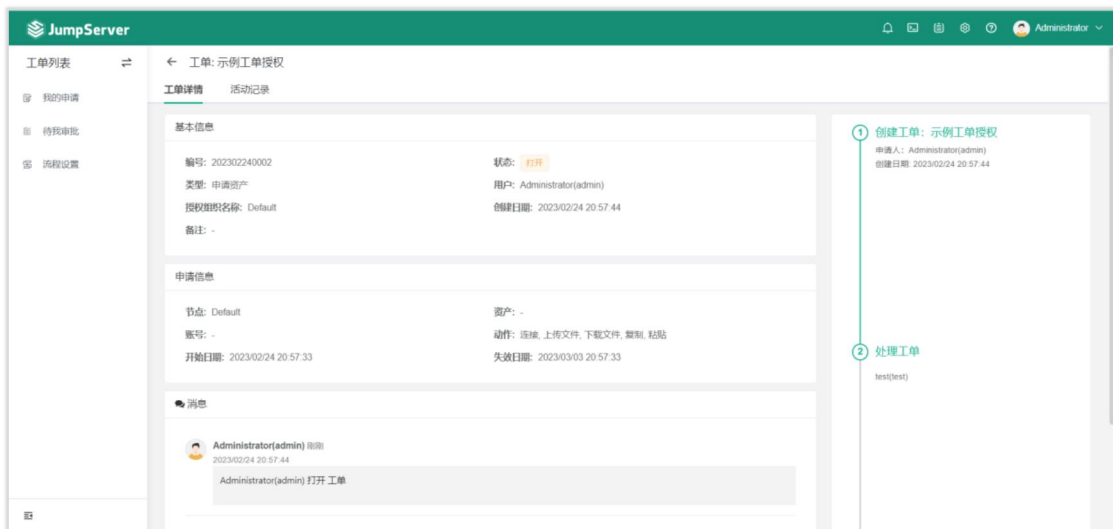 JumpServer
Administrator
工单列表
我的申请
待我审批
流程设置
工单: 示例工单授权
工单详情 活动记录
基本信息
编号: 202302240002 状态: 打开
类型: 申请资产 用户: Administrator(admin)
授权组织名称: Default 创建日期: 2023/02/24 20:57:44
备注: -
申请信息
节点: Default 资产: -
账号: - 动作: 连接, 上传文件, 下载文件, 复制, 粘贴
开始日期: 2023/02/24 20:57:33 失效日期: 2023/03/03 20:57:33
消息
Administrator(admin) 刚刚
2023/02/24 20:57:44
Administrator(admin) 打开 工单
1 创建工单: 示例工单授权
申请人: Administrator(admin)
创建日期: 2023/02/24 20:57:44
2 处理工单
test(test)